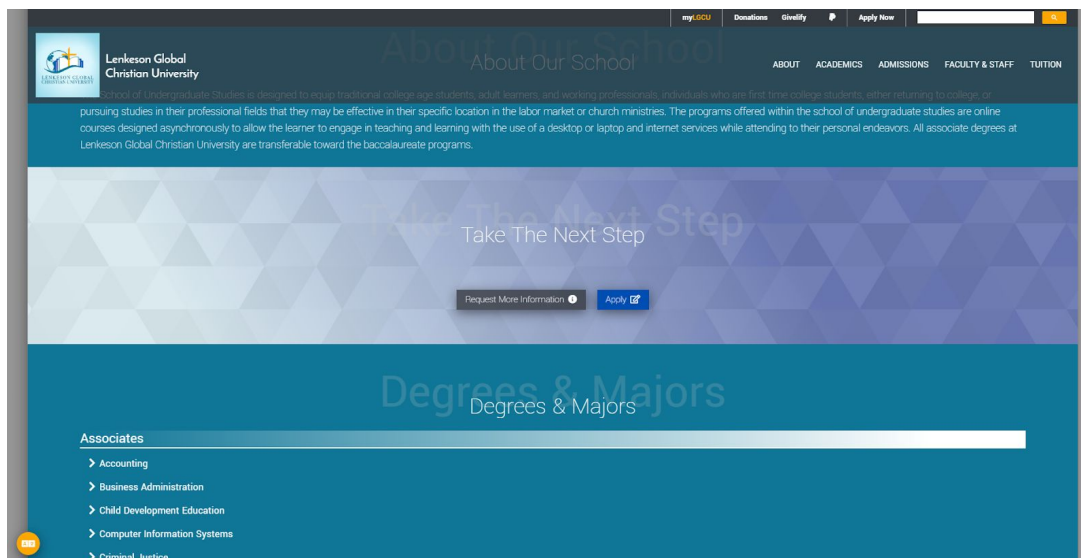 myLGCU Donations Givelify Apply Now
LENKESON GLOBAL
CHRISTIAN UNIVERSITY
Lenkeson Global
Christian University
ABOUT ACADEMICS ADMISSIONS FACULTY & STAFF TUITION
About Our School
About Our School
School of Undergraduate Studies is designed to equip traditional college age students, adult learners, and working professionals, individuals who are first time college students, either returning to college, or
pursuing studies in their professional fields that they may be effective in their specific location in the labor market or church ministries. The programs offered within the school of undergraduate studies are online
courses designed asynchronously to allow the learner to engage in teaching and learning with the use of a desktop or laptop and internet services while attending to their personal endeavors. All associate degrees at
Lenkeson Global Christian University are transferable toward the baccalaureate programs.
Take The Next Step
Take The Next Step
Request More Information Apply
Degrees & Majors
Degrees & Majors
Associates
Accounting
Business Administration
Child Development Education
Computer Information Systems
Criminal Justice